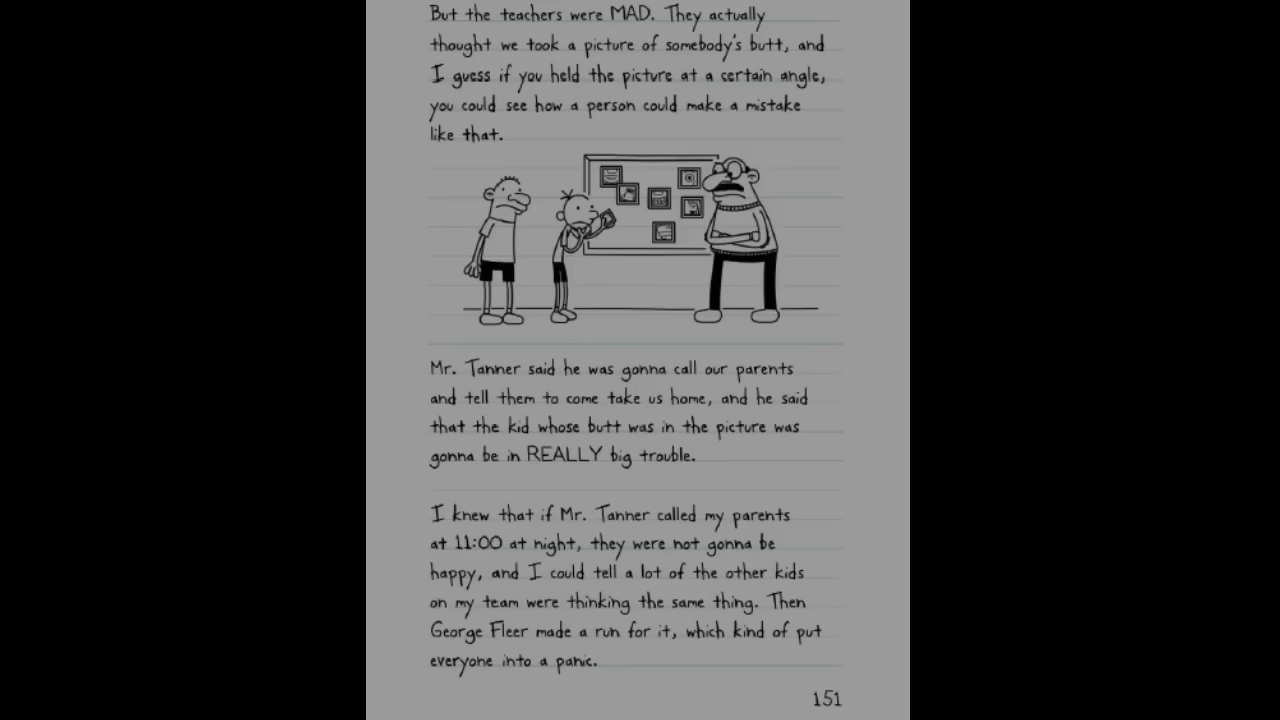 But the teachers were MAD. They actually
thought we took a picture of somebody's butt, and
I guess if you held the picture at a certain angle,
you could see how a person could make a mistake
like that.
Mr. Tanner said he was gonna call our parents
and tell them to come take us home, and he said
that the kid whose butt was in the picture was
gonna be in REALLY big trouble.
I knew that if Mr. Tanner called my parents
at 11:00 at night, they were not gonna be
happy, and I could tell a lot of the other kids
on my team were thinking the same thing. Then
George Fleer made a run for it, which kind of put
everyone into a panic.
151